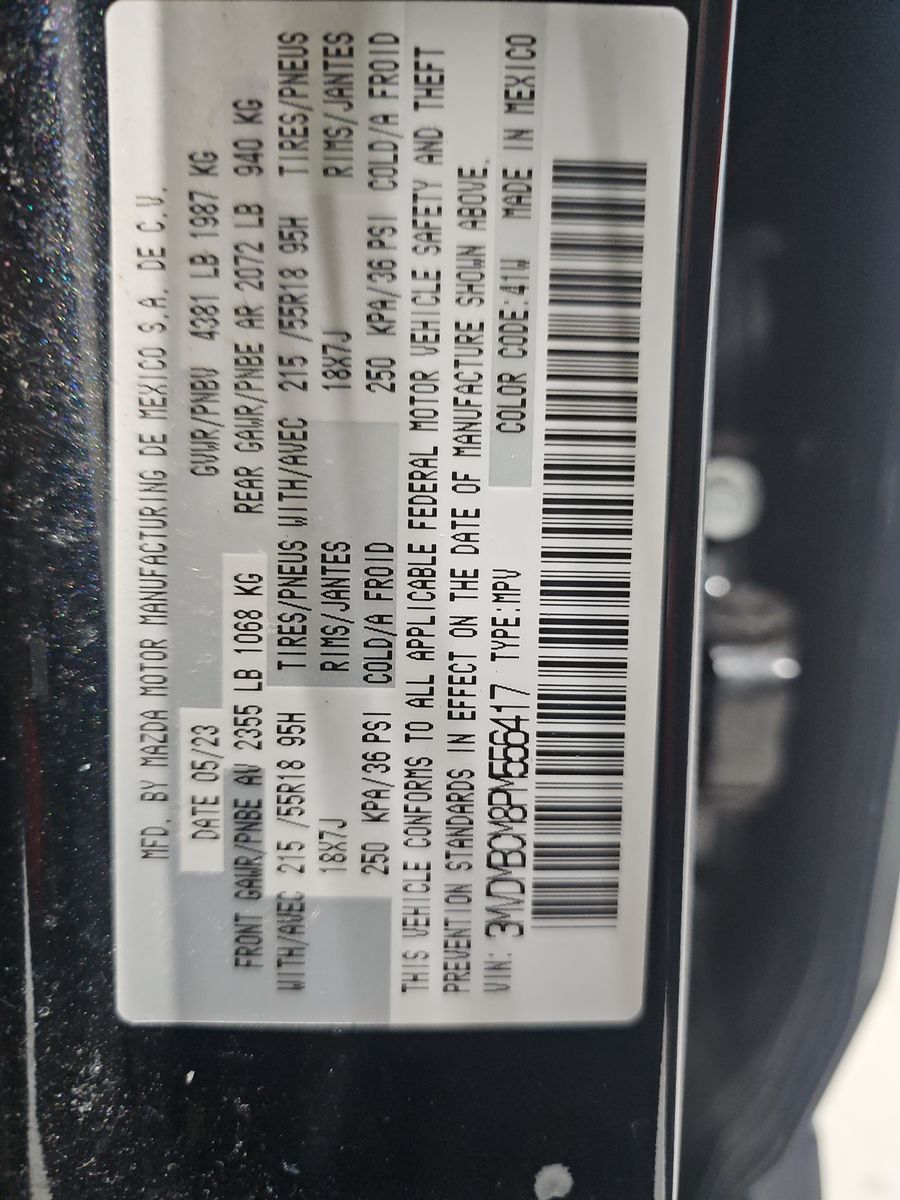 MFD. BY MAZDA MOTOR MANUFACTURING DE MEXICO S.A. DE C.V.
DATE 05/23 GVWR/PNBV 4381 LB 1987 KG
FRONT GAWR/PNBE AV 2355 LB 1068 KG REAR GAWR/PNBE AR 2072 LB 940 KG
WITH/AVEC 215 /55R18 95H TIRES/PNEUS WITH/AVEC 215 /55R18 95H TIRES/PNEUS
18X7J RIMS/JANTES 18X7J RIMS/JANTES
250 KPA/36 PSI COLD/A FROID 250 KPA/36 PSI COLD/A FROID
THIS VEHICLE CONFORMS TO ALL APPLICABLE FEDERAL MOTOR VEHICLE SAFETY AND THEFT
PREVENTION STANDARDS IN EFFECT ON THE DATE OF MANUFACTURE SHOWN ABOVE.
VIN: 3MVDMBCM8PM556417 TYPE:MPV COLOR CODE:41W MADE IN MEXICO